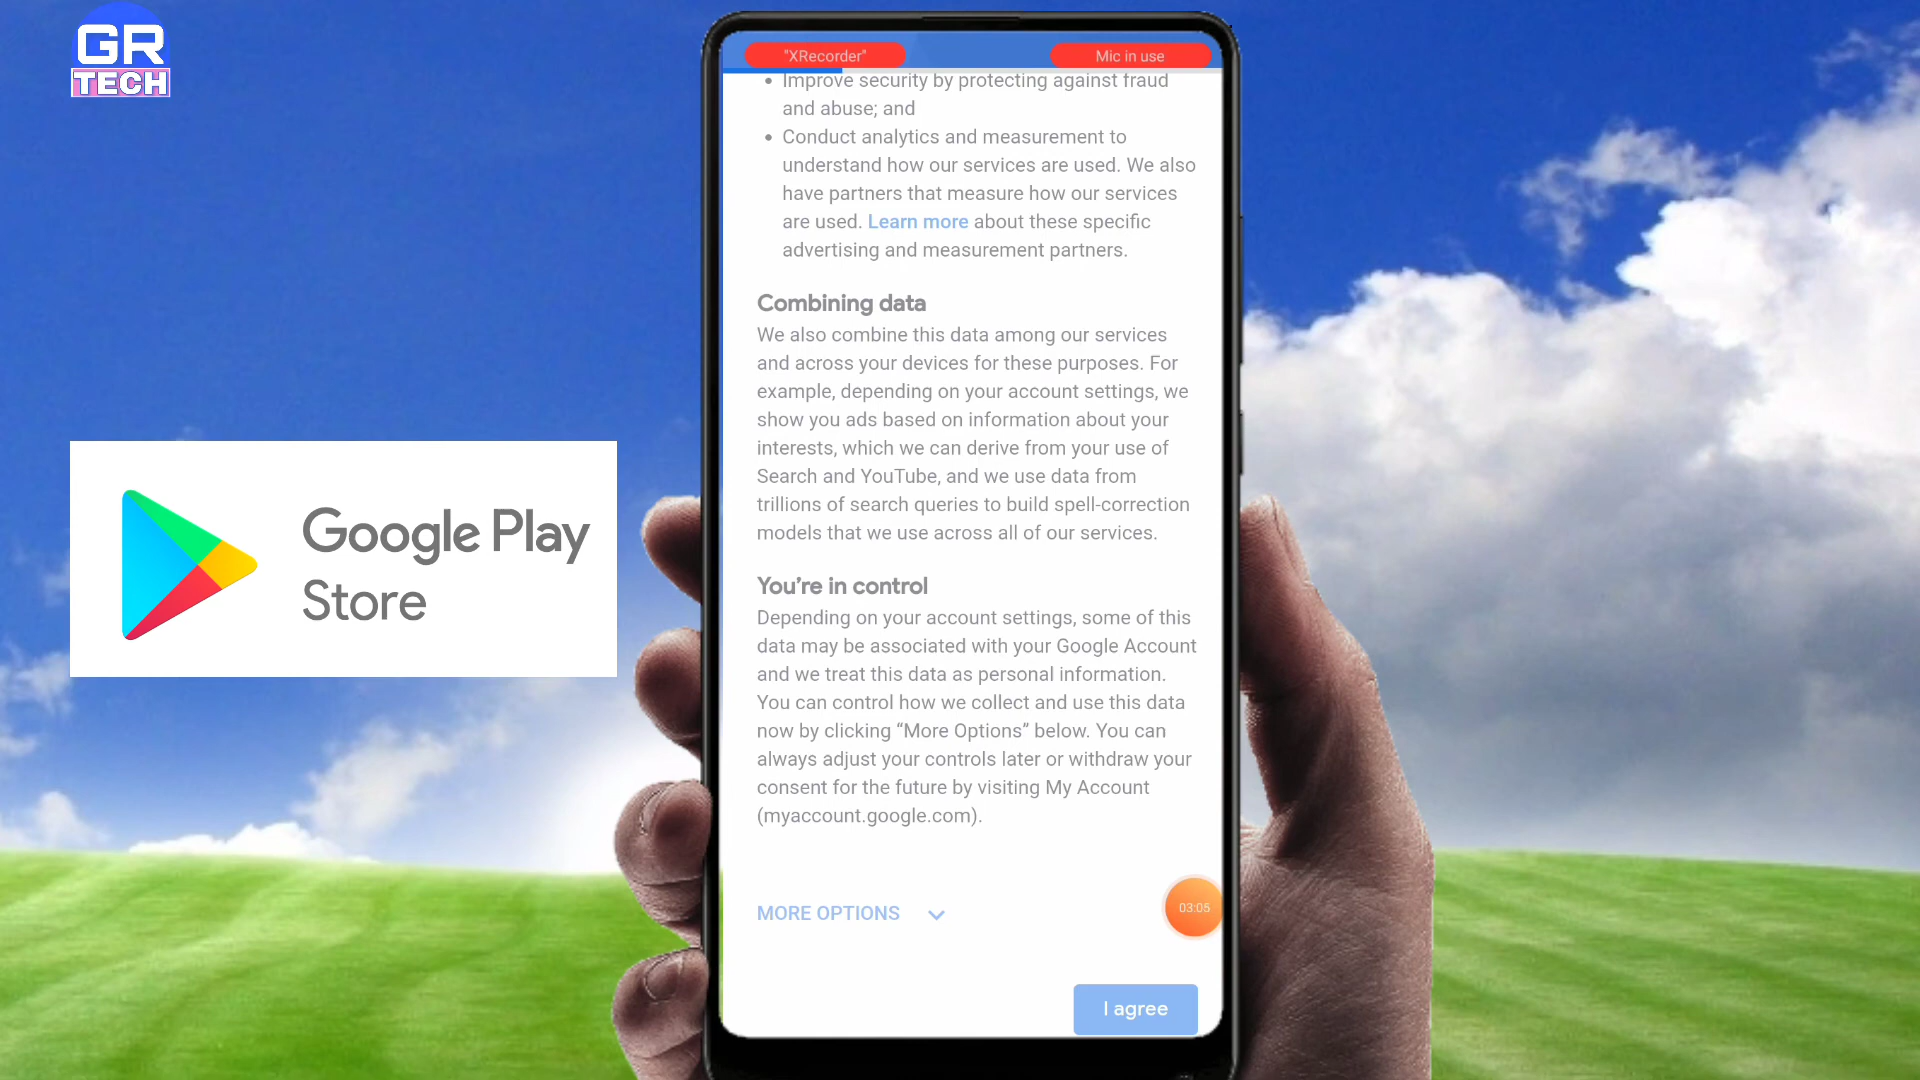 GR
TECH
"XRecorder"
Mic in use
• Improve security by protecting against fraud
and abuse; and
• Conduct analytics and measurement to
understand how our services are used. We also
have partners that measure how our services
are used. Learn more about these specific
advertising and measurement partners.
Combining data
We also combine this data among our services
and across your devices for these purposes. For
example, depending on your account settings, we
show you ads based on information about your
interests, which we can derive from your use of
Search and YouTube, and we use data from
trillions of search queries to build spell-correction
models that we use across all of our services.
You’re in control
Depending on your account settings, some of this
data may be associated with your Google Account
and we treat this data as personal information.
You can control how we collect and use this data
now by clicking “More Options” below. You can
always adjust your controls later or withdraw your
consent for the future by visiting My Account
(myaccount.google.com).
MORE OPTIONS
03:05
I agree
Google Play
Store